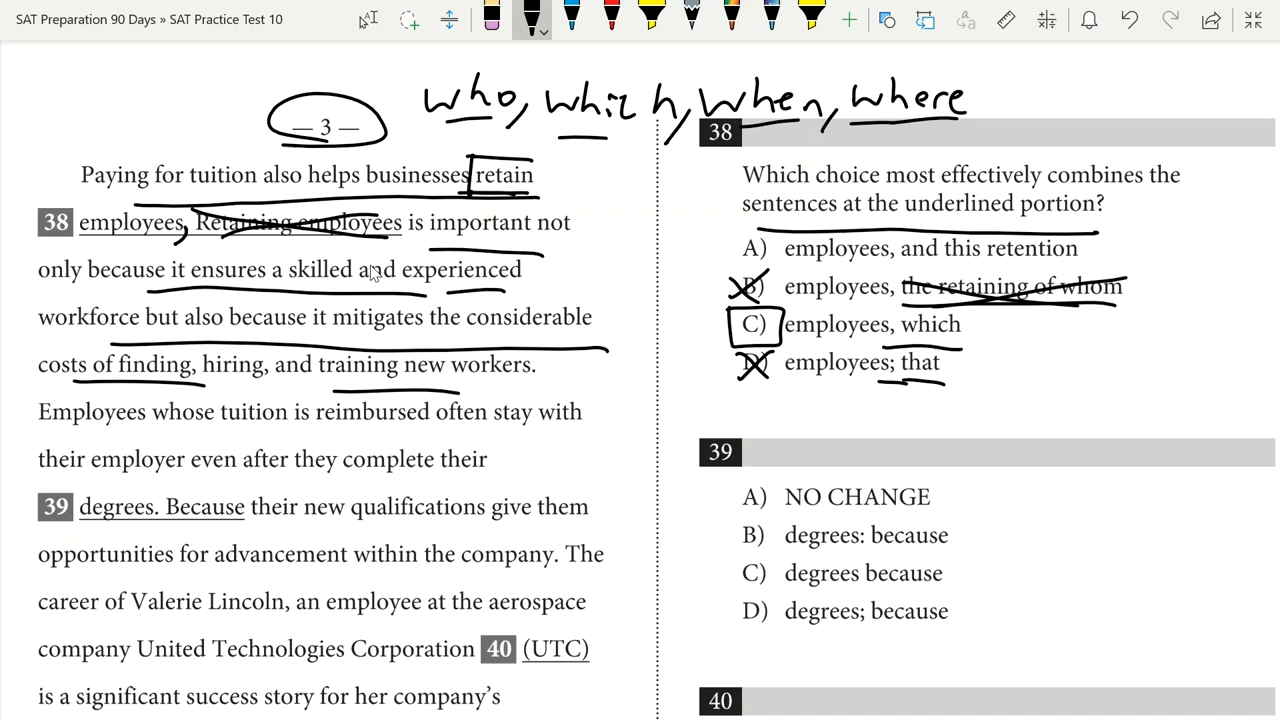 SAT Preparation 90 Days » SAT Practice Test 10
who, which, when, where
— 3 —
Paying for tuition also helps businesses retain
38 employees, Retaining employees is important not
only because it ensures a skilled and experienced
workforce but also because it mitigates the considerable
costs of finding, hiring, and training new workers.
Employees whose tuition is reimbursed often stay with
their employer even after they complete their
39 degrees. Because their new qualifications give them
opportunities for advancement within the company. The
career of Valerie Lincoln, an employee at the aerospace
company United Technologies Corporation 40 (UTC)
is a significant success story for her company’s
38
Which choice most effectively combines the
sentences at the underlined portion?
A) employees, and this retention
B) employees, the retaining of whom
C) employees, which
D) employees; that
39
A) NO CHANGE
B) degrees: because
C) degrees because
D) degrees; because
40